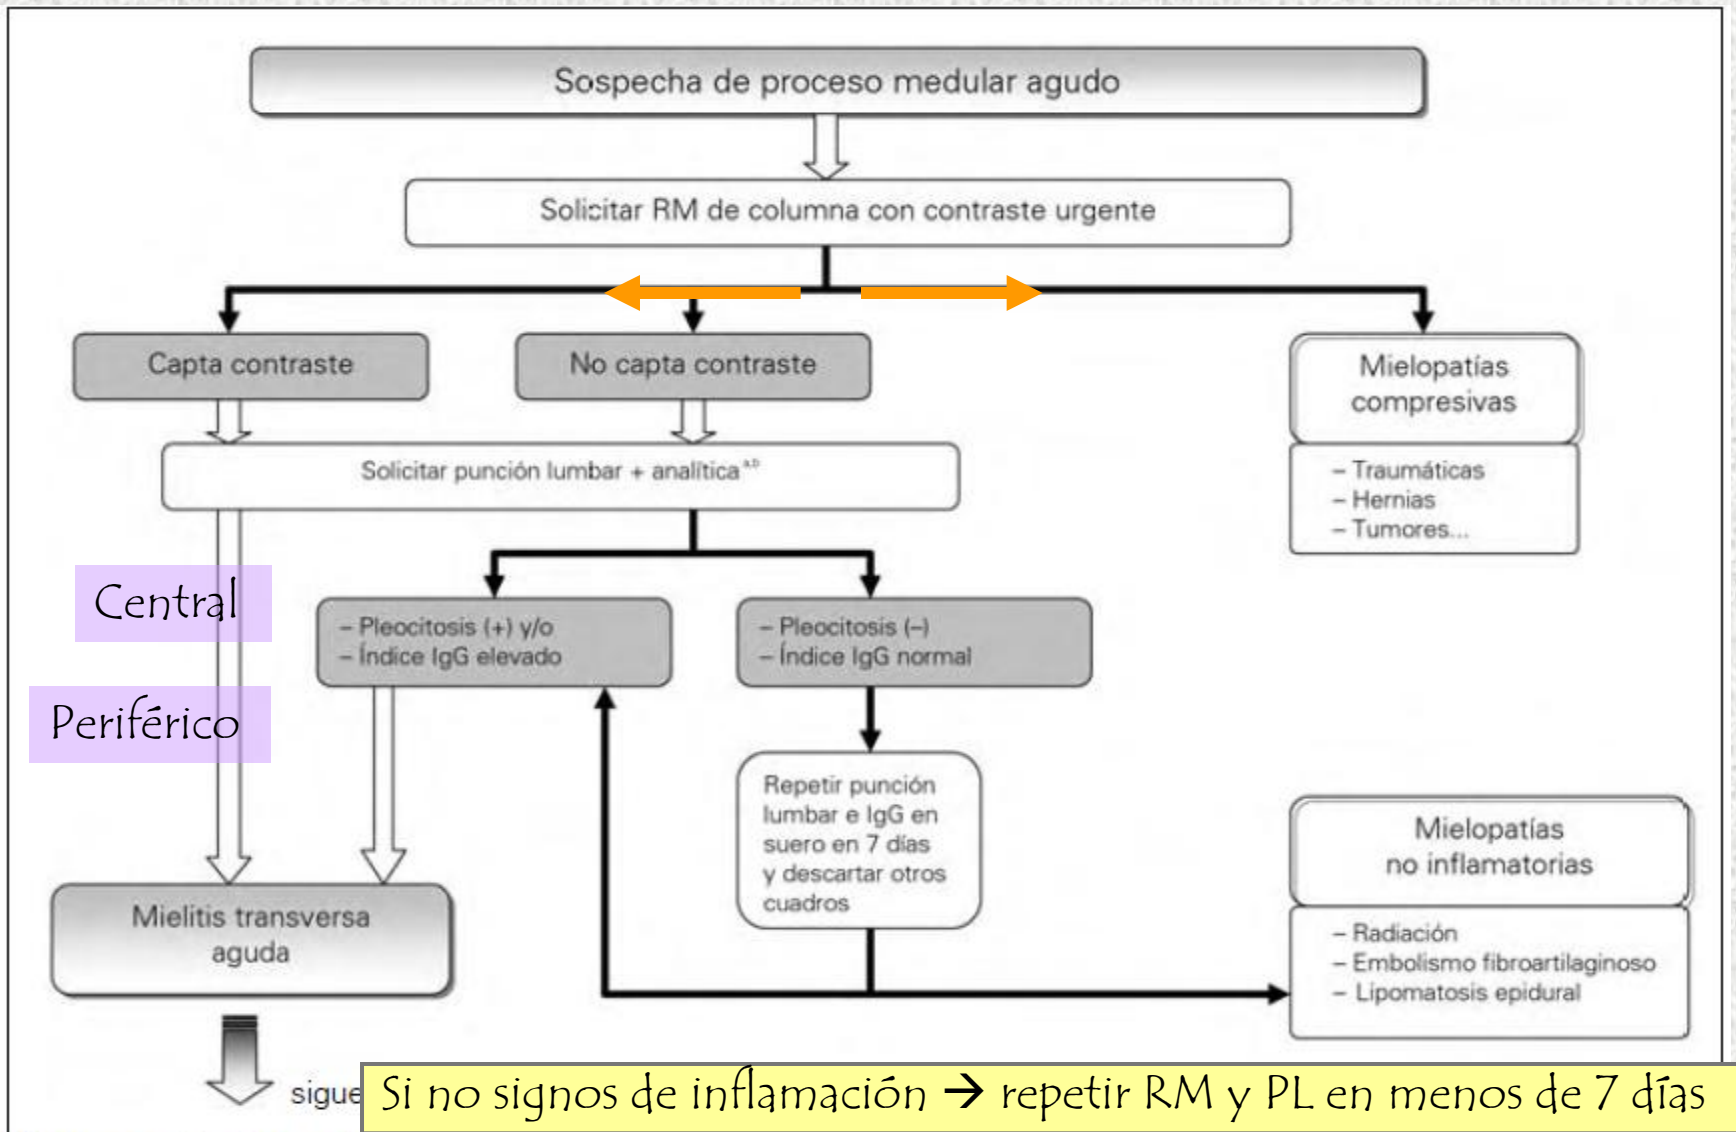 Sospecha de proceso medular agudo
Solicitar RM de columna con contraste urgente
Capta contraste
No capta contraste
Mielopatías
compresivas
– Traumáticas
– Hernias
– Tumores...
Solicitar punción lumbar + analítica a,b
Central
Periférico
– Pleocitosis (+) y/o
– Índice IgG elevado
– Pleocitosis (–)
– Índice IgG normal
Repetir punción
lumbar e IgG en
suero en 7 días
y descartar otros
cuadros
Mielopatías
no inflamatorias
– Radiación
– Embolismo fibroartilaginoso
– Lipomatosis epidural
Mielitis transversa
aguda
sigue
Si no signos de inflamación → repetir RM y PL en menos de 7 días